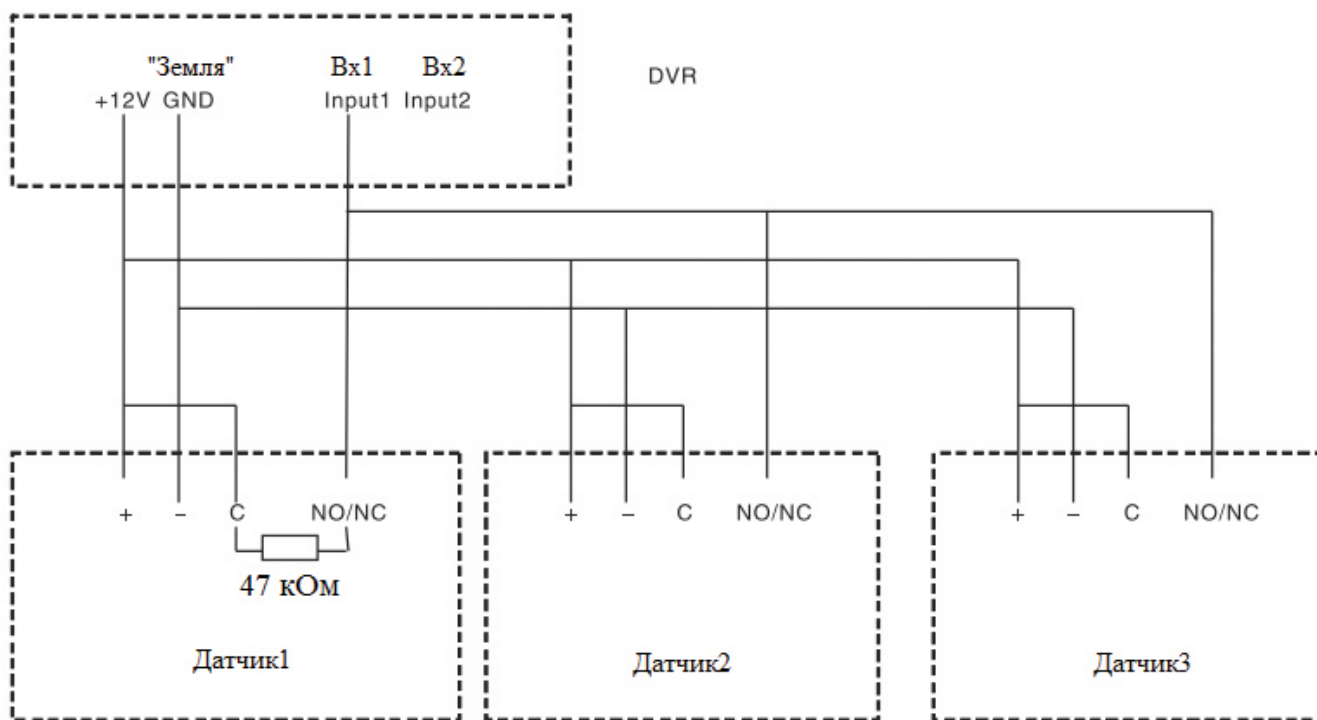 "Земля" Вх1 Вх2
DVR
+12V GND Input1 Input2
+ – C NO/NC + – C NO/NC + – C NO/NC
47 кОм
Датчик1 Датчик2 Датчик3